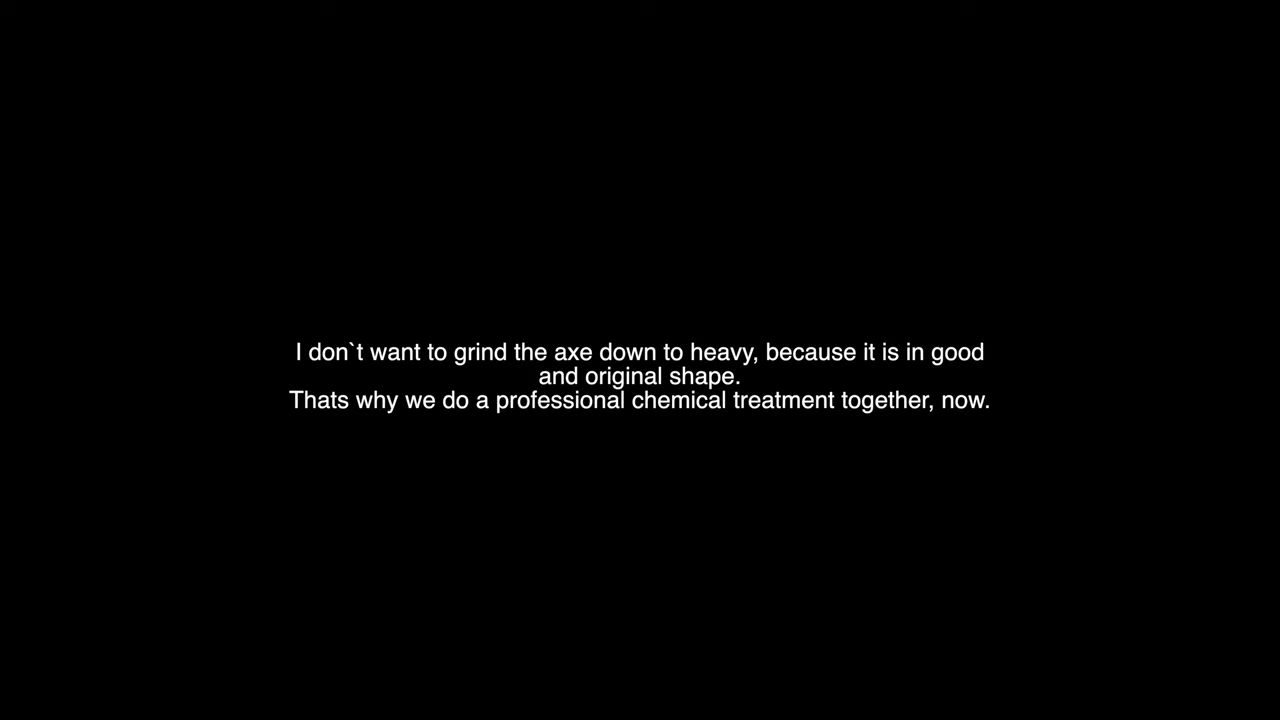 I don`t want to grind the axe down to heavy, because it is in good
and original shape.
Thats why we do a professional chemical treatment together, now.